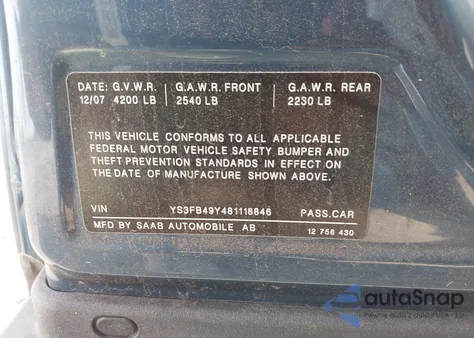 DATE: G.V.W.R. G.A.W.R. FRONT G.A.W.R. REAR
12/07 4200 LB 2540 LB 2230 LB
THIS VEHICLE CONFORMS TO ALL APPLICABLE
FEDERAL MOTOR VEHICLE SAFETY BUMPER AND
THEFT PREVENTION STANDARDS IN EFFECT ON
THE DATE OF MANUFACTURE SHOWN ABOVE.
VIN YS3FB49Y481118846 PASS.CAR
MFD BY SAAB AUTOMOBILE AB 12 756 430
autoSnap